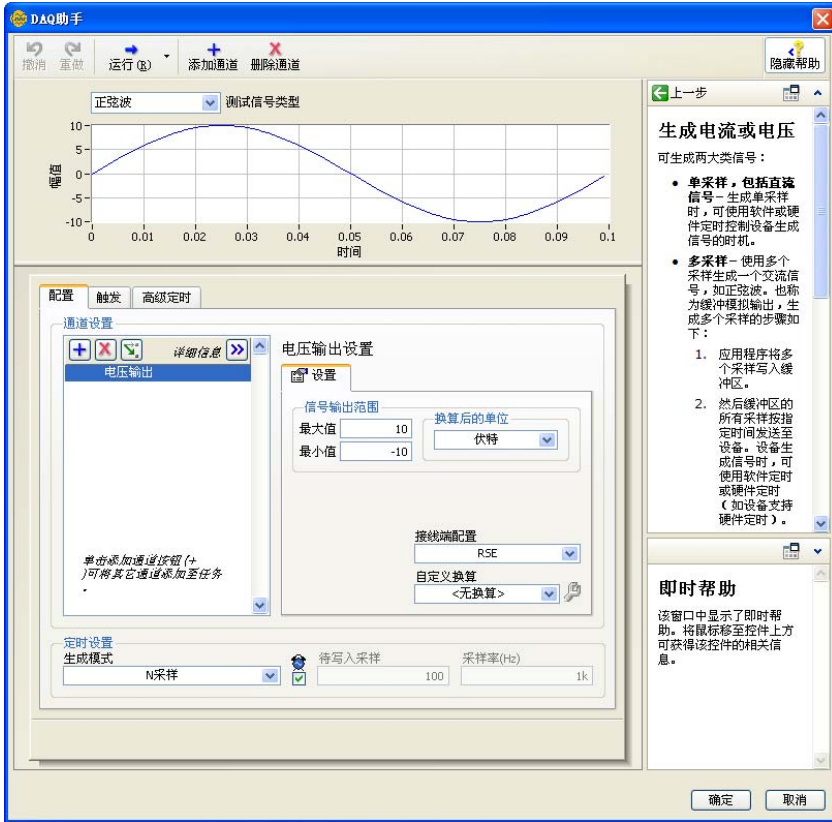 DAQ助手
撤消 重做 运行(R) 添加通道 删除通道 隐藏帮助
正弦波 测试信号类型
幅值
10
5
0
-5
-10
0 0.01 0.02 0.03 0.04 0.05 0.06 0.07 0.08 0.09 0.1
时间
配置 触发 高级定时
通道设置
详细信息
电压输出
单击添加通道按钮(+
)可将其它通道添加至任务
。
电压输出设置
设置
信号输出范围
最大值 10
最小值 -10
换算后的单位
伏特
接线端配置
RSE
自定义换算
<无换算>
定时设置
生成模式
N采样
待写入采样
100
采样率(Hz)
1k
上一步
生成电流或电压
可生成两大类信号：
• 单采样，包括直流
信号-生成单采样
时，可使用软件或硬
件定时控制设备生成
信号的时机。
• 多采样-使用多个
采样生成一个交流信
号，如正弦波。也称
为缓冲模拟输出，生
成多个采样的步骤如
下：
1. 应用程序将多
个采样写入缓
冲区。
2. 然后缓冲区的
所有采样按指
定时间发送至
设备。设备生
成信号时，可
使用软件定时
或硬件定时
（如设备支持
硬件定时）。
即时帮助
该窗口中显示了即时帮
助。将鼠标移至控件上方
可获得该控件的相关信
息。
确定 取消